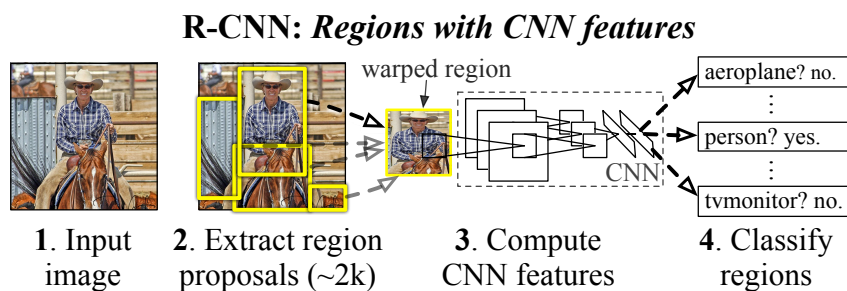 R-CNN: Regions with CNN features
warped region
aeroplane? no.
⋮
person? yes.
⋮
tvmonitor? no.
CNN
1. Input
image
2. Extract region
proposals (~2k)
3. Compute
CNN features
4. Classify
regions